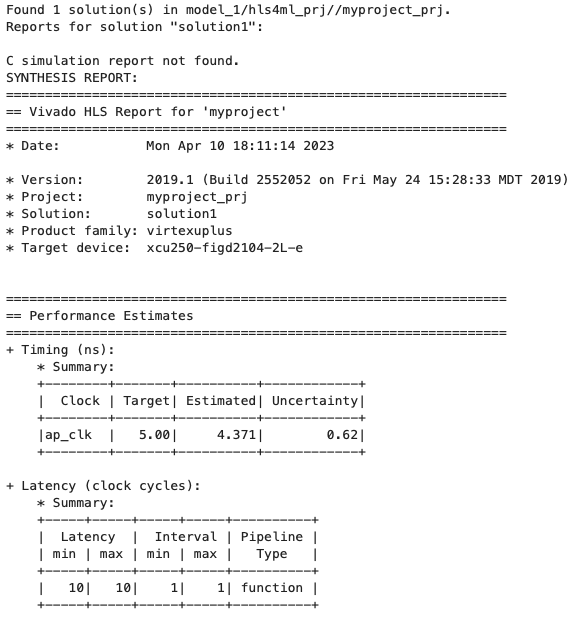 Found 1 solution(s) in model_1/hls4ml_prj//myproject_prj.
Reports for solution "solution1":

C simulation report not found.
SYNTHESIS REPORT:
================================================================
== Vivado HLS Report for 'myproject'
================================================================
* Date:           Mon Apr 10 18:11:14 2023

* Version:        2019.1 (Build 2552052 on Fri May 24 15:28:33 MDT 2019)
* Project:        myproject_prj
* Solution:       solution1
* Product family: virtexuplus
* Target device:  xcu250-figd2104-2L-e


================================================================
== Performance Estimates
================================================================
+ Timing (ns):
    * Summary:
    +--------+-------+----------+------------+
    |  Clock | Target| Estimated| Uncertainty|
    +--------+-------+----------+------------+
    |ap_clk  |   5.00|     4.371|        0.62|
    +--------+-------+----------+------------+

+ Latency (clock cycles):
    * Summary:
    +-----+-----+-----+-----+----------+
    |  Latency  |  Interval | Pipeline |
    | min | max | min | max |   Type   |
    +-----+-----+-----+-----+----------+
    |   10|   10|    1|    1| function |
    +-----+-----+-----+-----+----------+